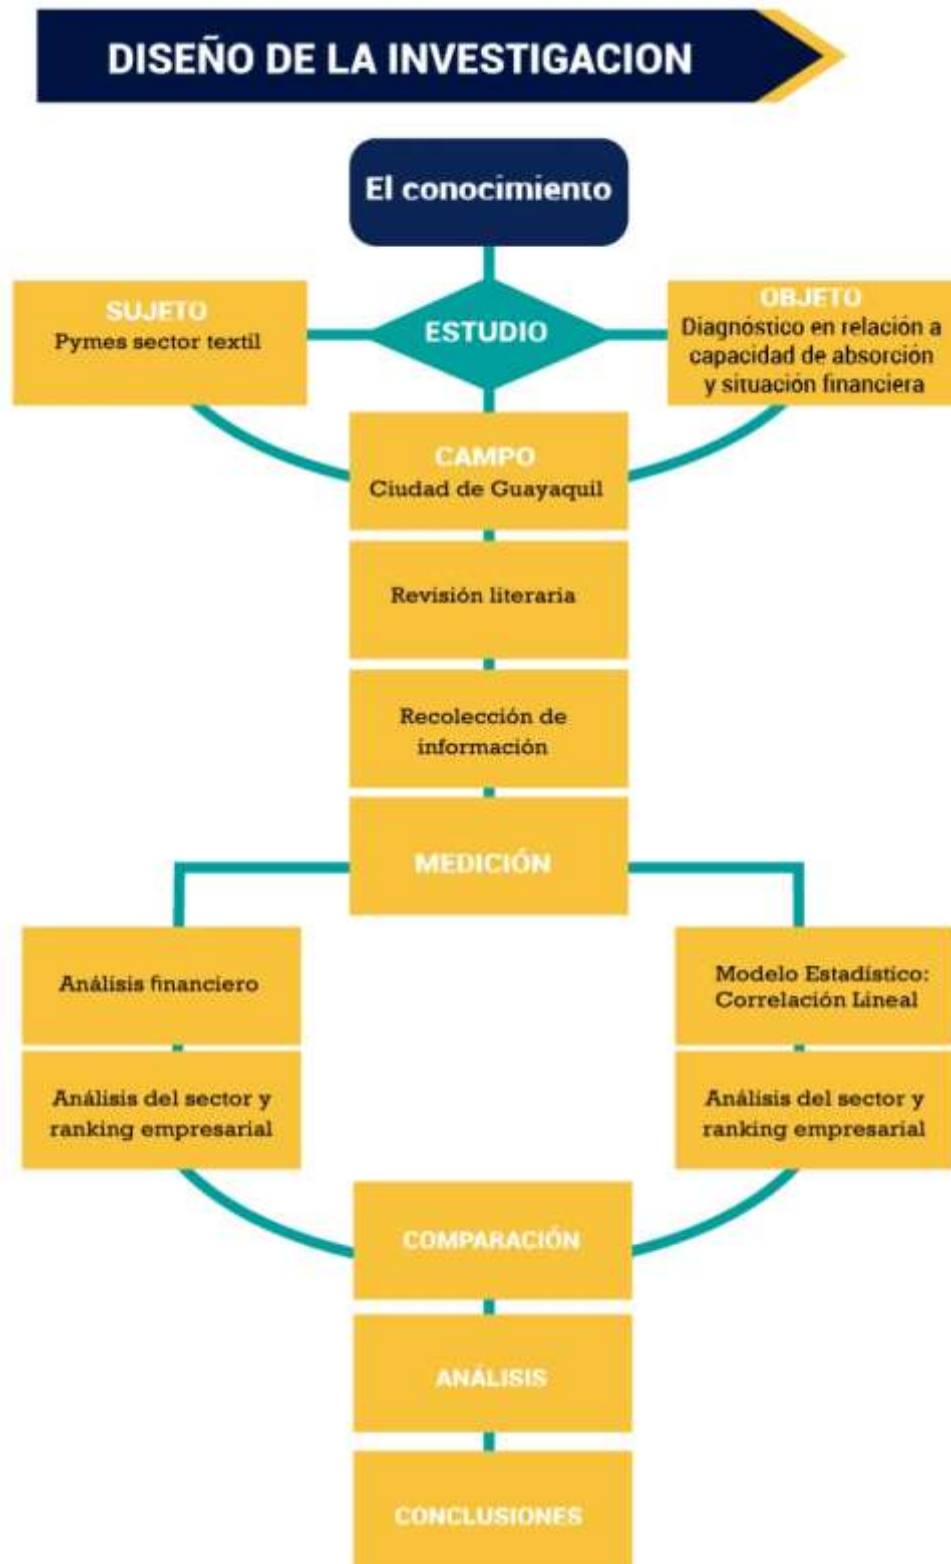 DISEÑO DE LA INVESTIGACION
El conocimiento
SUJETO
Pymes sector textil
ESTUDIO
OBJETO
Diagnóstico en relación a
capacidad de absorción
y situación financiera
CAMPO
Ciudad de Guayaquil
Revisión literaria
Recolección de
información
MEDICIÓN
Análisis financiero
Modelo Estadístico:
Correlación Lineal
Análisis del sector y
ranking empresarial
Análisis del sector y
ranking empresarial
COMPARACIÓN
ANÁLISIS
CONCLUSIONES